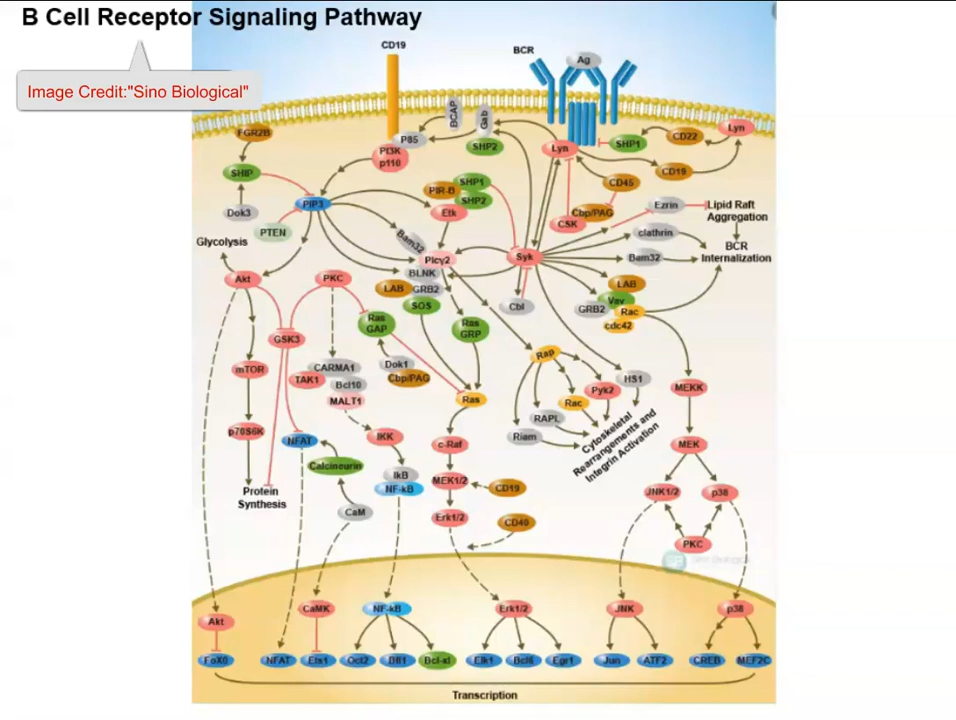 B Cell Receptor Signaling Pathway
Image Credit:"Sino Biological"
CD19
BCR
Ag
BCAP
Gab
FGR2B
P85
SHP2
Lyn
SHP1
CD22
Lyn
PI3K
p110
SHIP
CD19
PIP3
PIR-B
SHP1
SHP2
CD45
Dok3
Etk
Cbp/PAG
CSK
Ezrin
Lipid Raft
Aggregation
PTEN
Glycolysis
Bam32
clathrin
BCR
Internalization
Plcγ2
Syk
Bam32
Akt
PKC
BLNK
LAB
GRB2
SOS
Cbl
LAB
Vav
GRB2
Rac
cdc42
Ras
GAP
Ras
GRP
GSK3
mTOR
CARMA1
TAK1
Bcl10
MALT1
Dok1
Cbp/PAG
Rap
HS1
Pyk2
MEKK
Ras
Rac
RAPL
Riam
Cytoskeletal
Rearrangements and
Integrin Activation
p70S6K
NFAT
IKK
c-Raf
MEK
Calcineurin
IkB
NF-kB
MEK1/2
CD19
JNK1/2
p38
Protein
Synthesis
CaM
Erk1/2
CD40
PKC
Akt
CaMK
NF-kB
Erk1/2
JNK
p38
FoX0
NFAT
Ets1
Oct2
Bfl1
Bcl-xl
Elk1
Bcl6
Egr1
Jun
ATF2
CREB
MEF2C
Transcription